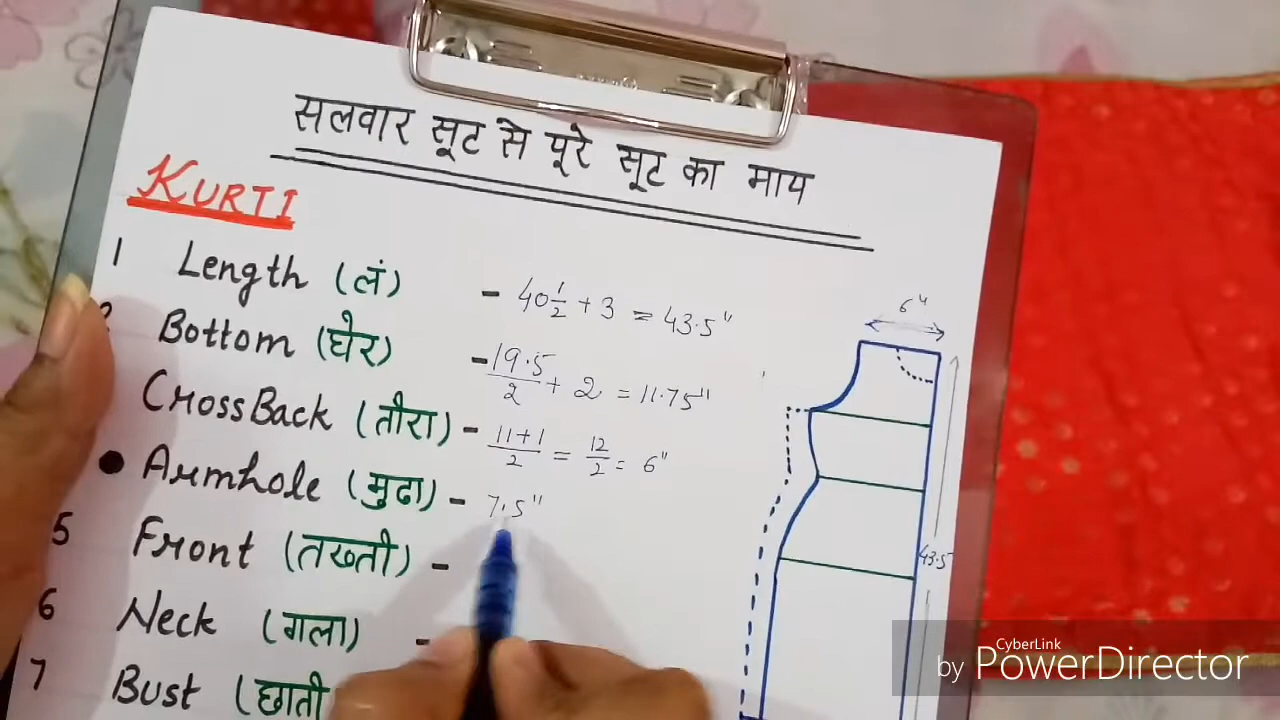 सलवार सूट से पूरे सूट का माप
KURTI
1 Length (लं) - 40 1/2 + 3 = 43.5"
Bottom (घेर) - 19.5/2 + 2 = 11.75"
CrossBack (तीरा) - 11+1/2 = 12/2 = 6"
Armhole (मुढा) - 7.5"
5 Front (तख्ती) -
6 Neck (गला) -
7 Bust (छाती
6"
43.5
by CyberLink PowerDirector